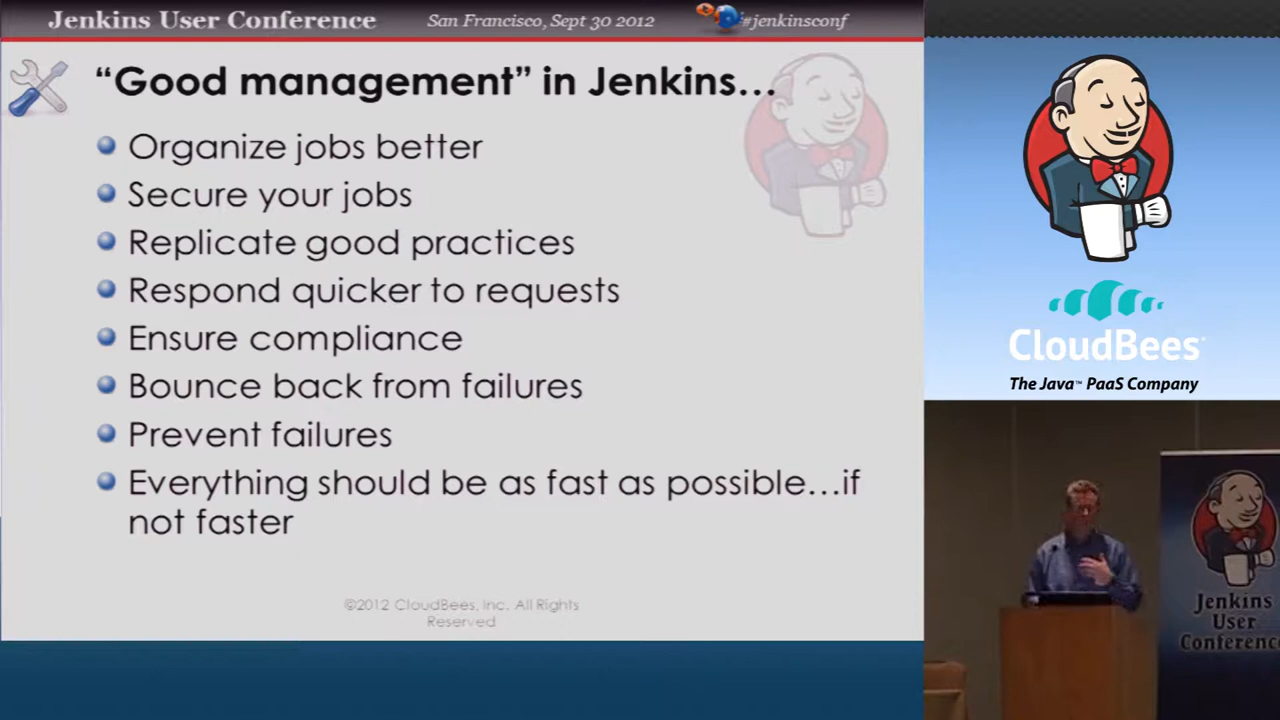 Jenkins User Conference San Francisco, Sept 30 2012 #jenkinsconf
“Good management” in Jenkins...
Organize jobs better
Secure your jobs
Replicate good practices
Respond quicker to requests
Ensure compliance
Bounce back from failures
Prevent failures
Everything should be as fast as possible...if
not faster
©2012 CloudBees, Inc. All Rights
Reserved
CloudBees
The Java™ PaaS Company
Jenkins
User
Conference